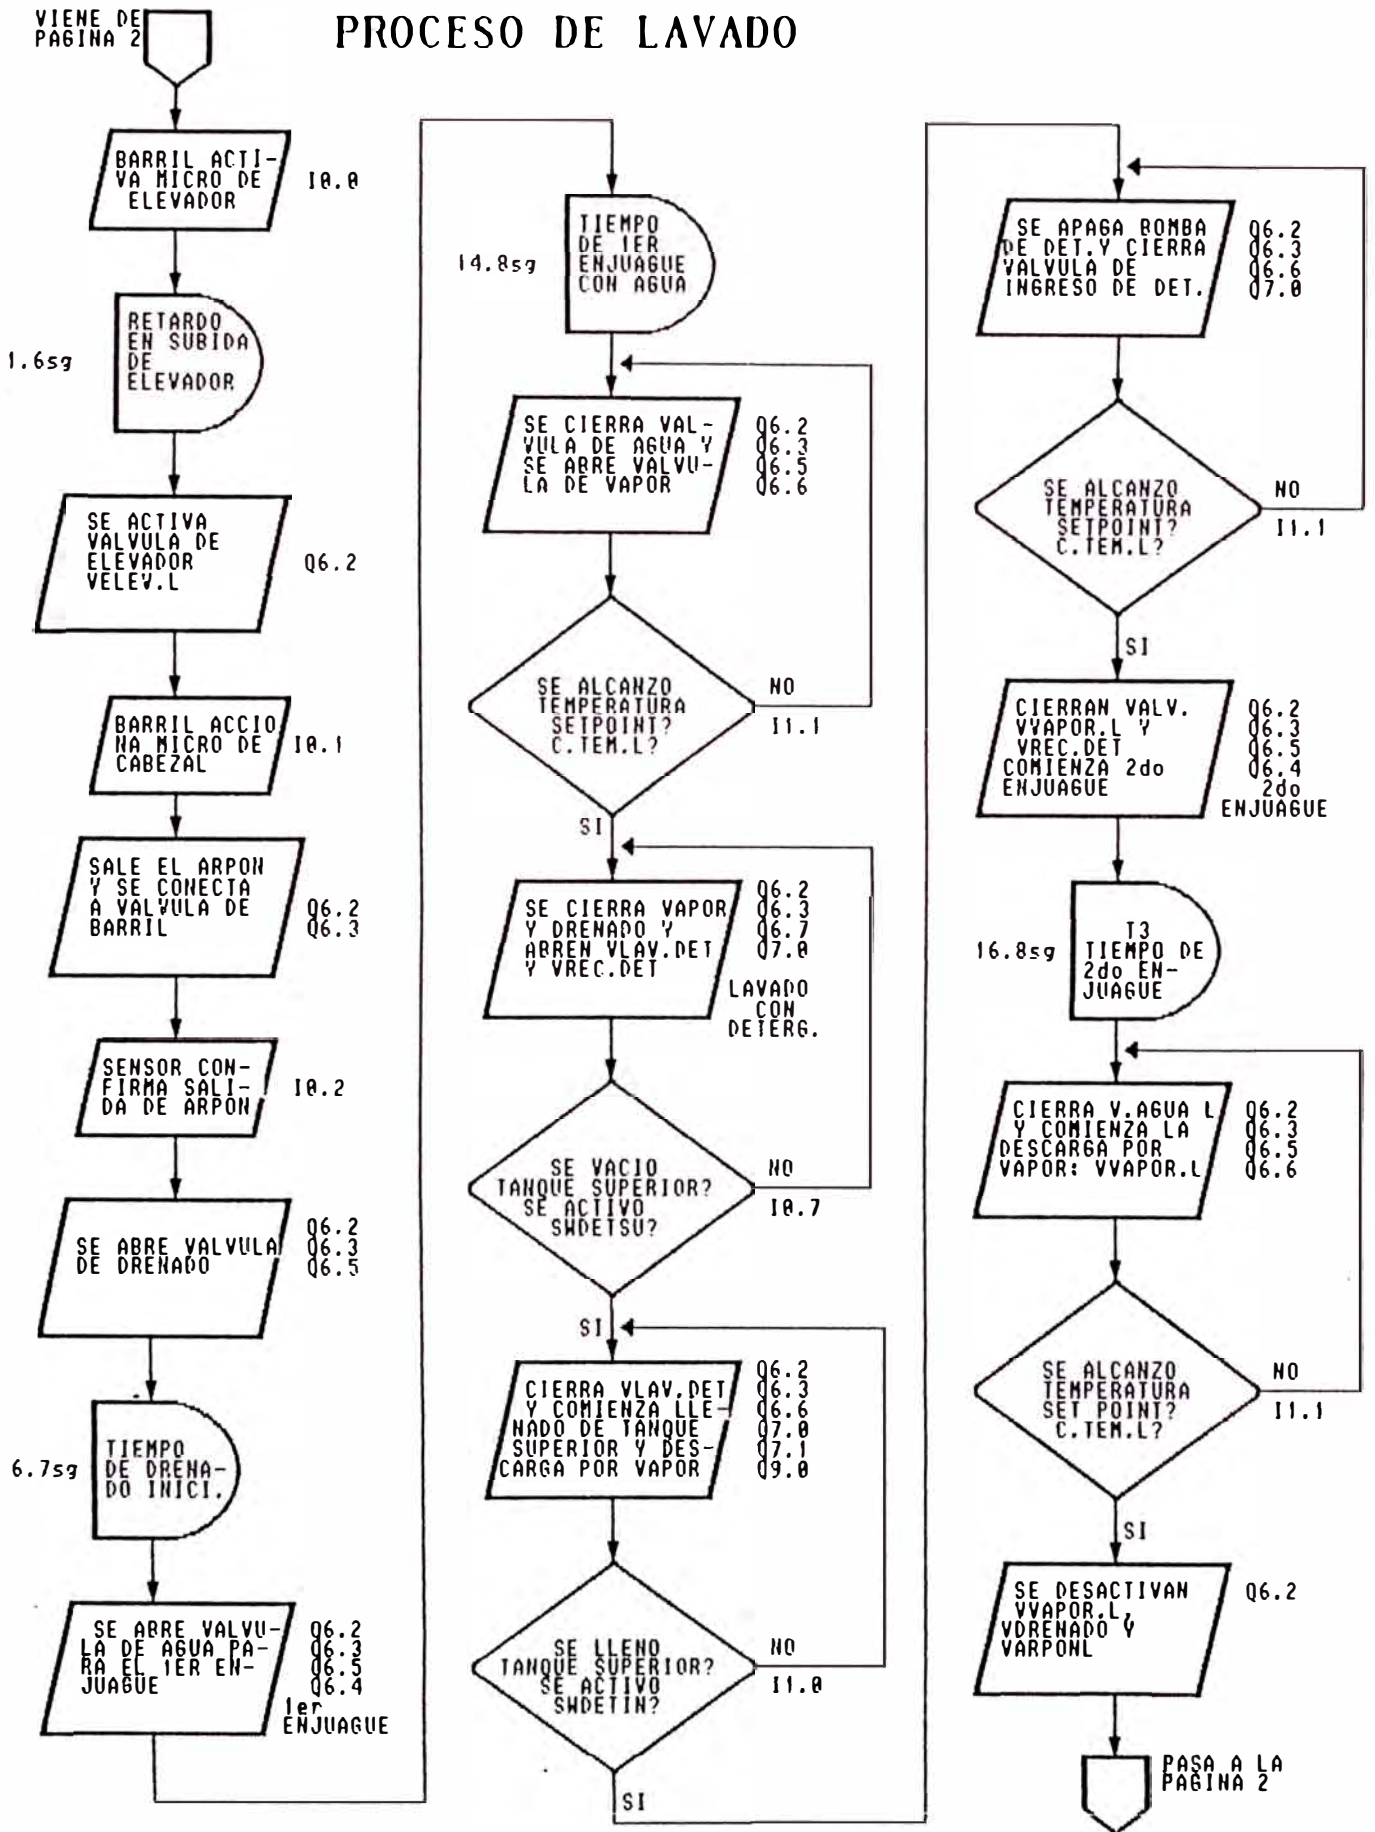 VIENE DE
PAGINA 2
PROCESO DE LAVADO
BARRIL ACTI-
VA MICRO DE
ELEVADOR
I0.0
RETARDO
EN SUBIDA
DE
ELEVADOR
1.6sg
SE ACTIVA
VALVULA DE
ELEVADOR
VELEV.L
Q6.2
BARRIL ACCIO
NA MICRO DE
CABEZAL
I0.1
SALE EL ARPON
Y SE CONECTA
A VALVULA DE
BARRIL
Q6.2
Q6.3
SENSOR CON-
FIRMA SALI-
DA DE ARPON
I0.2
SE ABRE VALVULA
DE DRENADO
Q6.2
Q6.3
Q6.5
TIEMPO
DE DRENA-
DO INICI.
6.7sg
SE ABRE VALVU-
LA DE AGUA PA-
RA EL 1ER EN-
JUAGUE
Q6.2
Q6.3
Q6.5
Q6.4
1er
ENJUAGUE
TIEMPO
DE 1ER
ENJUAGUE
CON AGUA
14.8sg
SE CIERRA VAL-
VULA DE AGUA Y
SE ABRE VALVU-
LA DE VAPOR
Q6.2
Q6.3
Q6.5
Q6.6
SE ALCANZO
TEMPERATURA
SETPOINT?
C.TEM.L?
NO
I1.1
SI
SE CIERRA VAPOR
Y DRENADO Y
ABREN VLAV.DET
Y VREC.DET
Q6.2
Q6.3
Q6.7
Q7.0
LAVADO
CON
DETERG.
SE VACIO
TANQUE SUPERIOR?
SE ACTIVO
SWDETSU?
NO
I0.7
SI
CIERRA VLAV.DET
Y COMIENZA LLE-
NADO DE TANQUE
SUPERIOR Y DES-
CARGA POR VAPOR
Q6.2
Q6.3
Q6.6
Q7.0
Q7.1
Q9.0
SE LLENO
TANQUE SUPERIOR?
SE ACTIVO
SWDETIN?
NO
I1.0
SI
SE APAGA BOMBA
DE DET.Y CIERRA
VALVULA DE
INGRESO DE DET.
Q6.2
Q6.3
Q6.6
Q7.0
SE ALCANZO
TEMPERATURA
SETPOINT?
C.TEM.L?
NO
I1.1
SI
CIERRAN VALV.
VVAPOR.L Y
VREC.DET
COMIENZA 2do
ENJUAGUE
Q6.2
Q6.3
Q6.5
Q6.4
2do
ENJUAGUE
T3
TIEMPO DE
2do EN-
JUAGUE
16.8sg
CIERRA V.AGUA L
Y COMIENZA LA
DESCARGA POR
VAPOR: VVAPOR.L
Q6.2
Q6.3
Q6.5
Q6.6
SE ALCANZO
TEMPERATURA
SET POINT?
C.TEM.L?
NO
I1.1
SI
SE DESACTIVAN
VVAPOR.L,
VDRENADO Y
VARPONL
Q6.2
PASA A LA
PAGINA 2